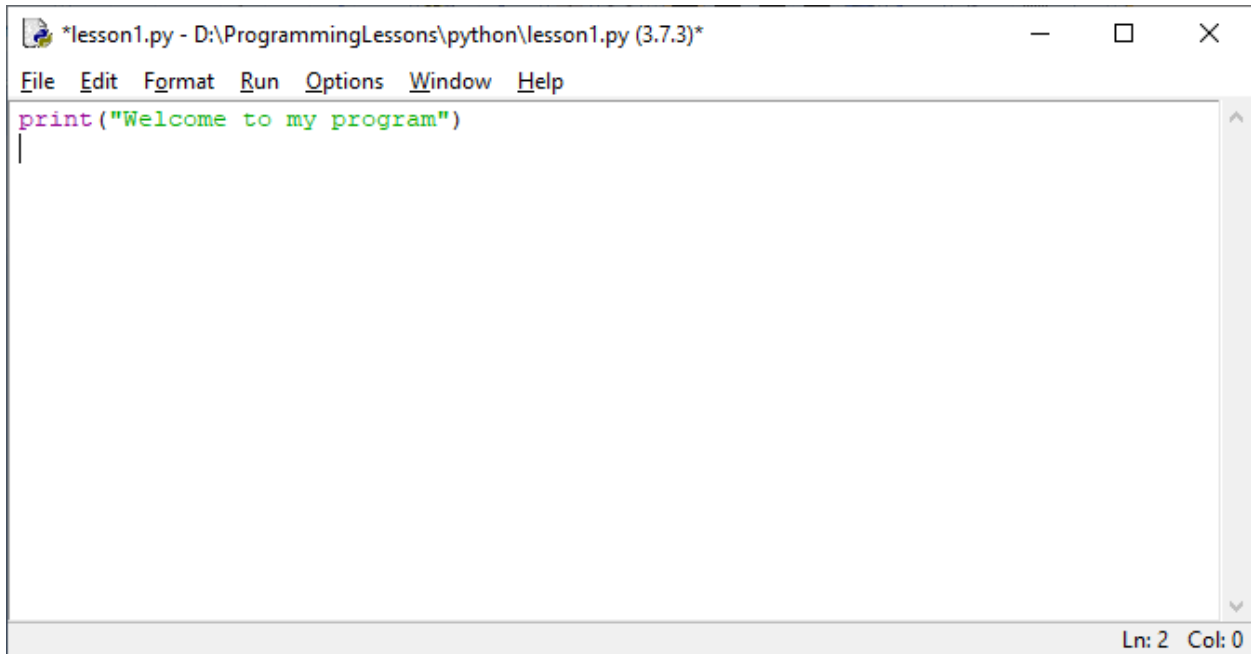 *lesson1.py - D:\ProgrammingLessons\python\lesson1.py (3.7.3)*
File Edit Format Run Options Window Help
print("Welcome to my program")
Ln: 2 Col: 0